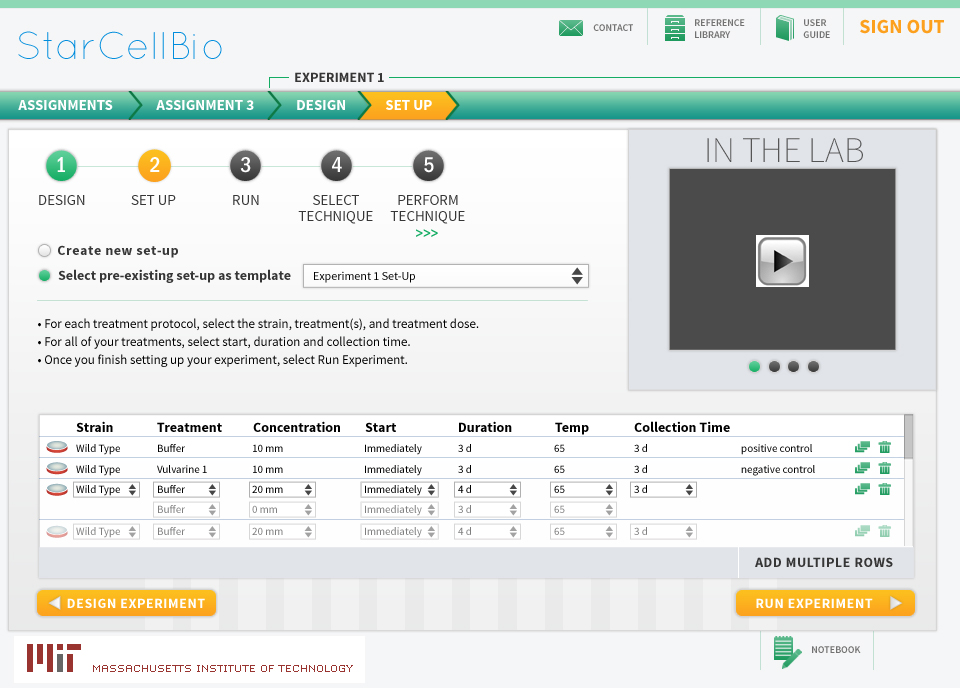 StarCellBio
CONTACT
REFERENCE
LIBRARY
USER
GUIDE
SIGN OUT
EXPERIMENT 1
ASSIGNMENTS ASSIGNMENT 3 DESIGN SET UP
1 2 3 4 5
DESIGN SET UP RUN SELECT TECHNIQUE PERFORM TECHNIQUE
>>>
IN THE LAB
Create new set-up
Select pre-existing set-up as template Experiment 1 Set-Up
• For each treatment protocol, select the strain, treatment(s), and treatment dose.
• For all of your treatments, select start, duration and collection time.
• Once you finish setting up your experiment, select Run Experiment.
Strain Treatment Concentration Start Duration Temp Collection Time
Wild Type Buffer 10 mm Immediately 3 d 65 3 d positive control
Wild Type Vulvarine 1 10 mm Immediately 3 d 65 3 d negative control
Wild Type Buffer 20 mm Immediately 4 d 65 3 d
Buffer 0 mm Immediately 3 d 65
Wild Type Buffer 20 mm Immediately 4 d 65 3 d
ADD MULTIPLE ROWS
DESIGN EXPERIMENT
RUN EXPERIMENT
MIT MASSACHUSETTS INSTITUTE OF TECHNOLOGY
NOTEBOOK